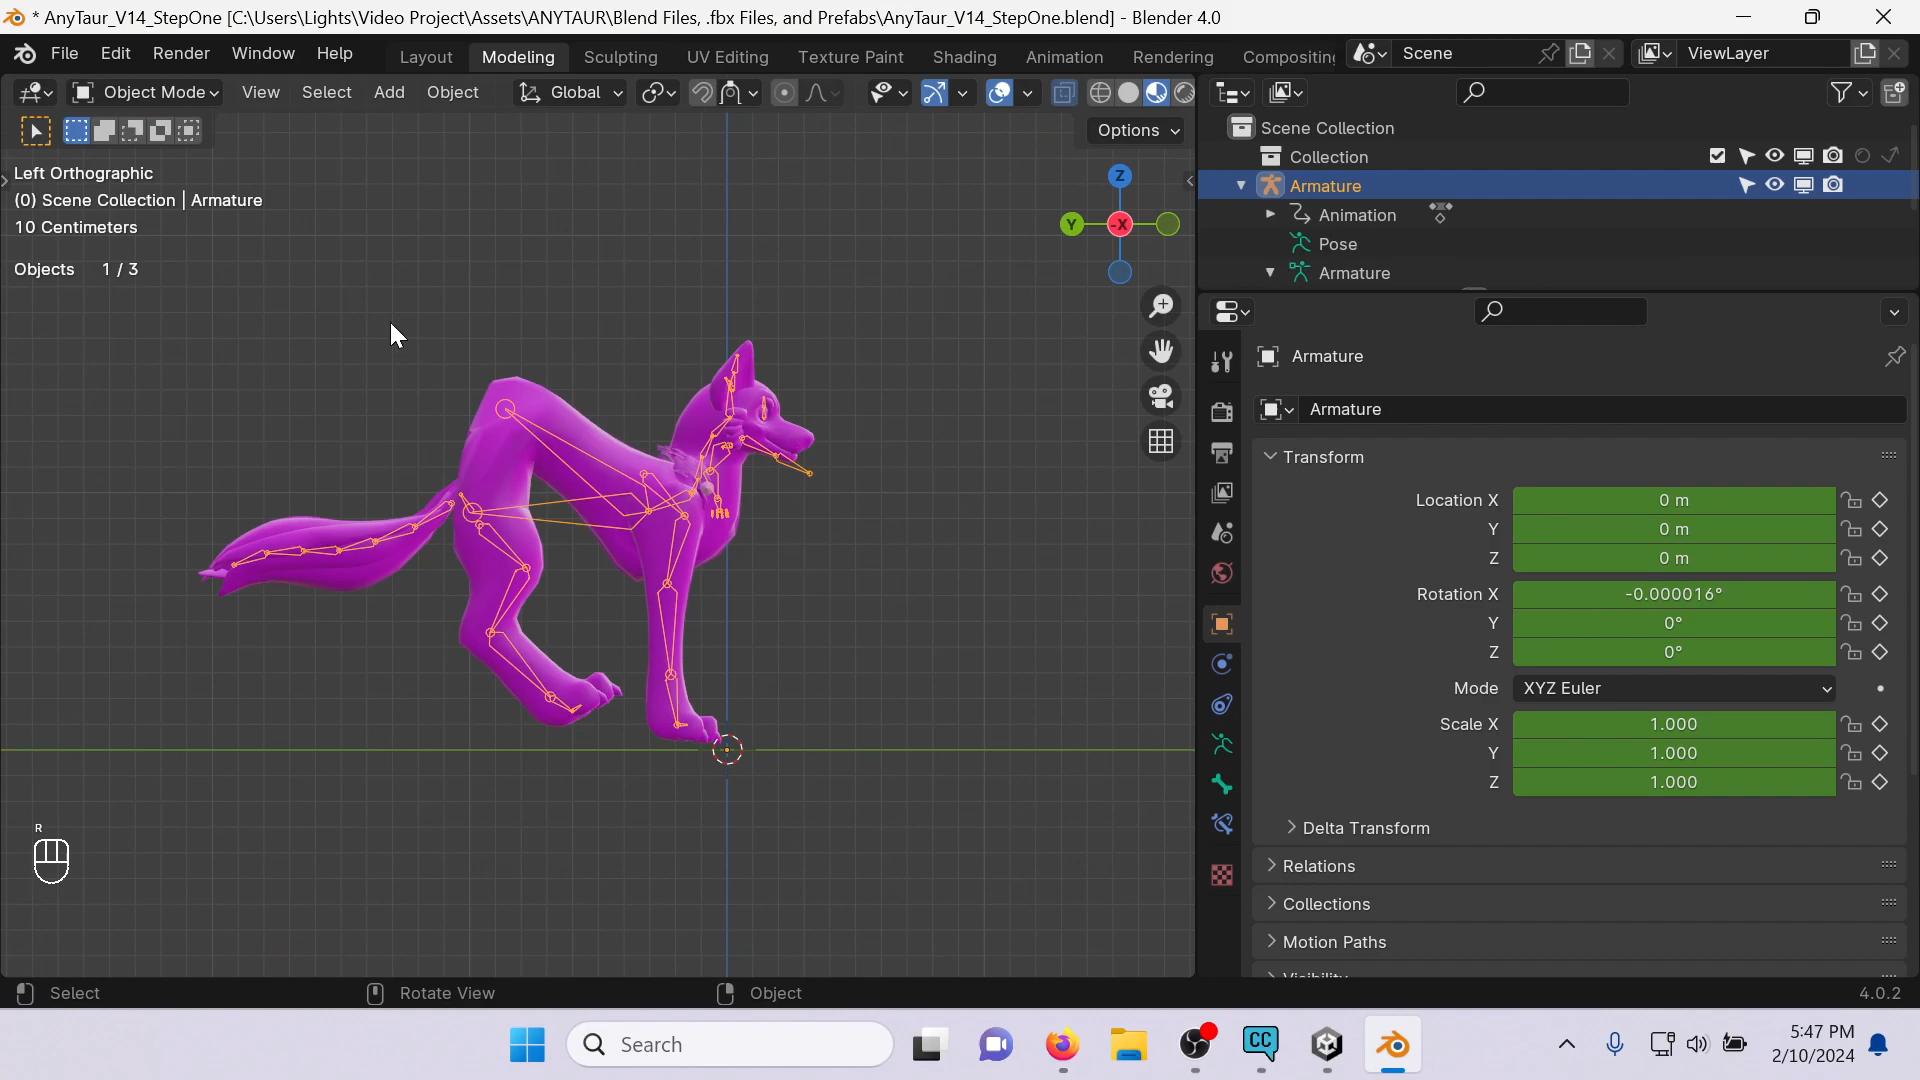 * AnyTaur_V14_StepOne [C:\Users\Lights\Video Project\Assets\ANYTAUR\Blend Files, .fbx Files, and Prefabs\AnyTaur_V14_StepOne.blend] - Blender 4.0
File Edit Render Window Help Layout Modeling Sculpting UV Editing Texture Paint Shading Animation Rendering Compositing Scene ViewLayer
Object Mode View Select Add Object Global
Options
Left Orthographic
(0) Scene Collection | Armature
10 Centimeters
Objects 1 / 3
Z
Y
-X
R
Scene Collection
Collection
Armature
Animation
Pose
Armature
Armature
Armature
Transform
Location X 0 m
Y 0 m
Z 0 m
Rotation X -0.000016°
Y 0°
Z 0°
Mode XYZ Euler
Scale X 1.000
Y 1.000
Z 1.000
Delta Transform
Relations
Collections
Motion Paths
Visibility
Select Rotate View Object 4.0.2
Search
CC
5:47 PM
2/10/2024